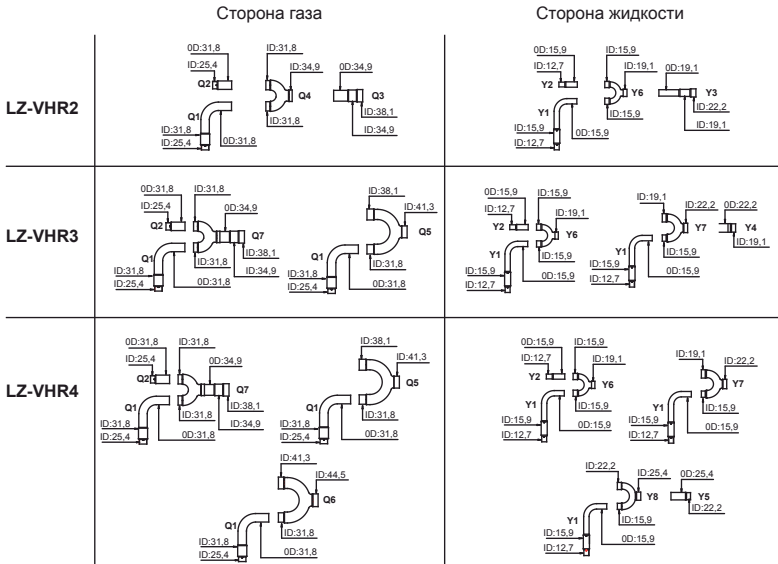 Сторона газа
Сторона жидкости
LZ-VHR2
0D:31,8
ID:25,4
Q2
Q1
ID:31,8
ID:25,4
0D:31,8
ID:31,8
ID:34,9
Q4
ID:31,8
0D:34,9
Q3
ID:38,1
ID:34,9
0D:15,9
ID:12,7
Y2
Y1
ID:15,9
ID:12,7
0D:15,9
ID:15,9
ID:19,1
Y6
ID:15,9
0D:19,1
Y3
ID:22,2
ID:19,1
LZ-VHR3
0D:31,8
ID:25,4
Q2
Q1
ID:31,8
ID:25,4
0D:31,8
ID:31,8
0D:34,9
Q7
ID:38,1
ID:31,8
ID:34,9
ID:38,1
ID:41,3
Q5
Q1
ID:31,8
ID:31,8
ID:25,4
0D:31,8
0D:15,9
ID:12,7
Y2
Y1
ID:15,9
ID:12,7
0D:15,9
ID:15,9
ID:19,1
Y6
ID:15,9
ID:19,1
ID:22,2
Y7
Y1
ID:15,9
ID:15,9
ID:12,7
0D:15,9
0D:22,2
Y4
ID:19,1
LZ-VHR4
0D:31,8
ID:25,4
Q2
Q1
ID:31,8
ID:25,4
0D:31,8
ID:31,8
0D:34,9
Q7
ID:38,1
ID:31,8
ID:34,9
ID:38,1
ID:41,3
Q5
Q1
ID:31,8
ID:31,8
ID:25,4
0D:31,8
ID:41,3
ID:44,5
Q6
Q1
ID:31,8
ID:31,8
ID:25,4
0D:31,8
0D:15,9
ID:12,7
Y2
Y1
ID:15,9
ID:12,7
0D:15,9
ID:15,9
ID:19,1
Y6
ID:15,9
ID:19,1
ID:22,2
Y7
Y1
ID:15,9
ID:15,9
ID:12,7
0D:15,9
ID:22,2
ID:25,4
Y8
Y1
ID:15,9
ID:15,9
ID:12,7
0D:15,9
0D:25,4
Y5
ID:22,2